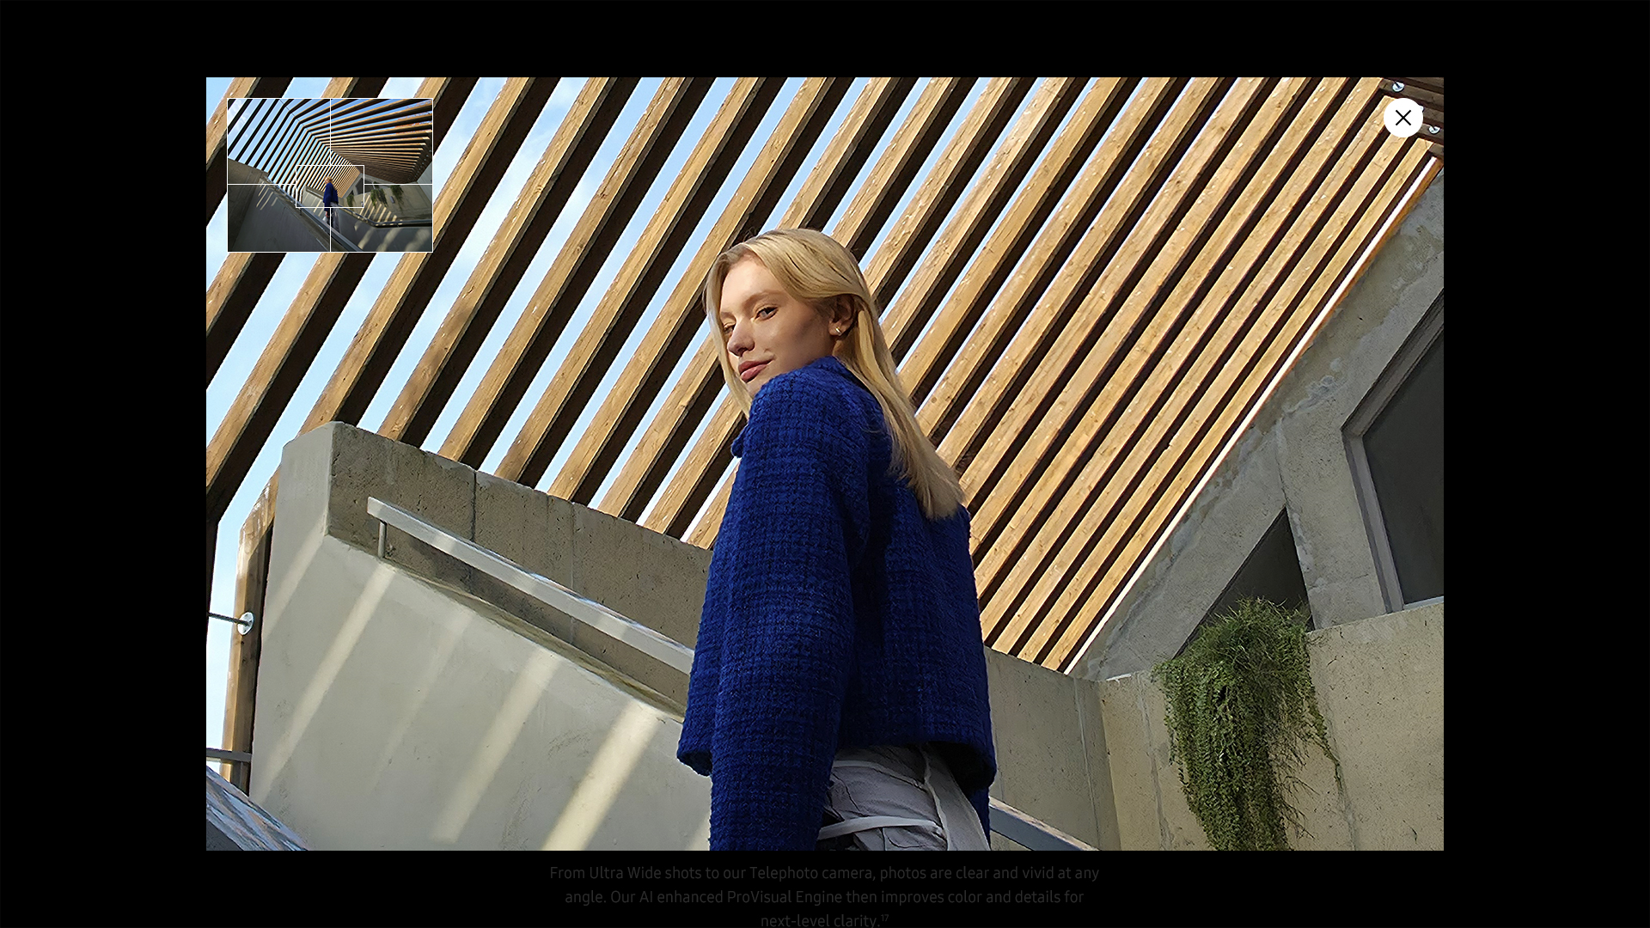 From Ultra Wide shots to our Telephoto camera, photos are clear and vivid at any
angle. Our AI enhanced ProVisual Engine then improves color and details for
next-level clarity.¹⁷